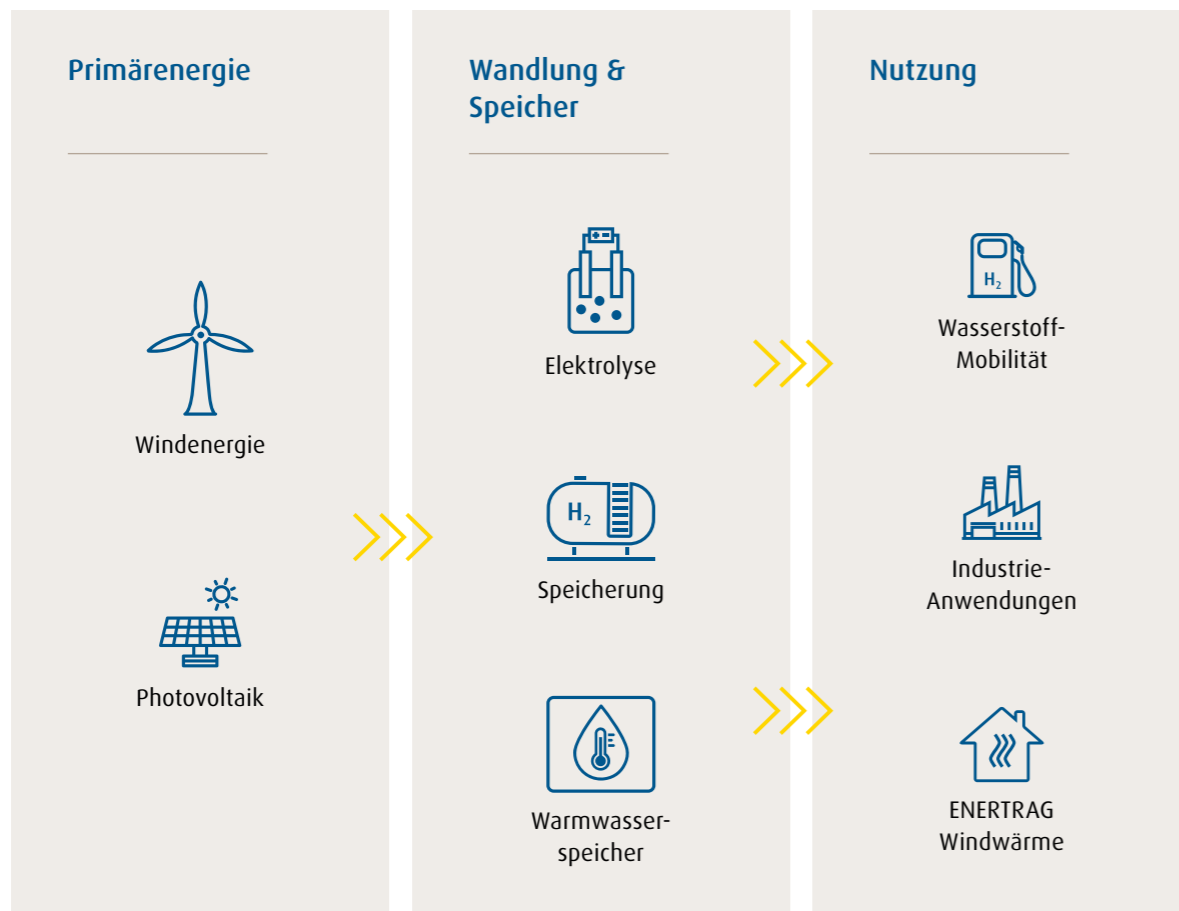 Primärenergie
Windenergie
Photovoltaik
Wandlung &
Speicher
Elektrolyse
H₂
Speicherung
Warmwasser-
speicher
Nutzung
H₂
Wasserstoff-
Mobilität
Industrie-
Anwendungen
ENERTRAG
Windwärme